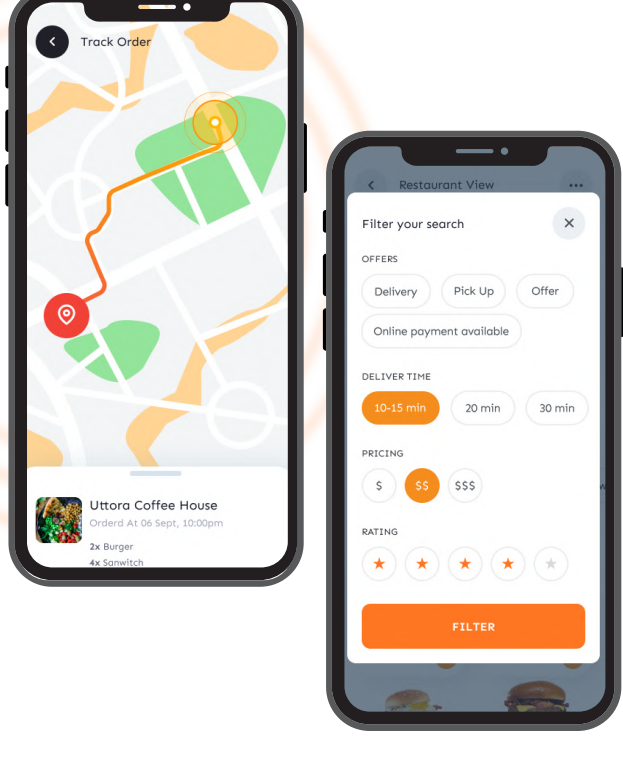 Track Order
Uttora Coffee House
Orderd At 06 Sept, 10:00pm
2x Burger
4x Sanwitch
Restaurant View
Filter your search
OFFERS
Delivery Pick Up Offer
Online payment available
DELIVER TIME
10-15 min 20 min 30 min
PRICING
$ $$ $$$
RATING
FILTER